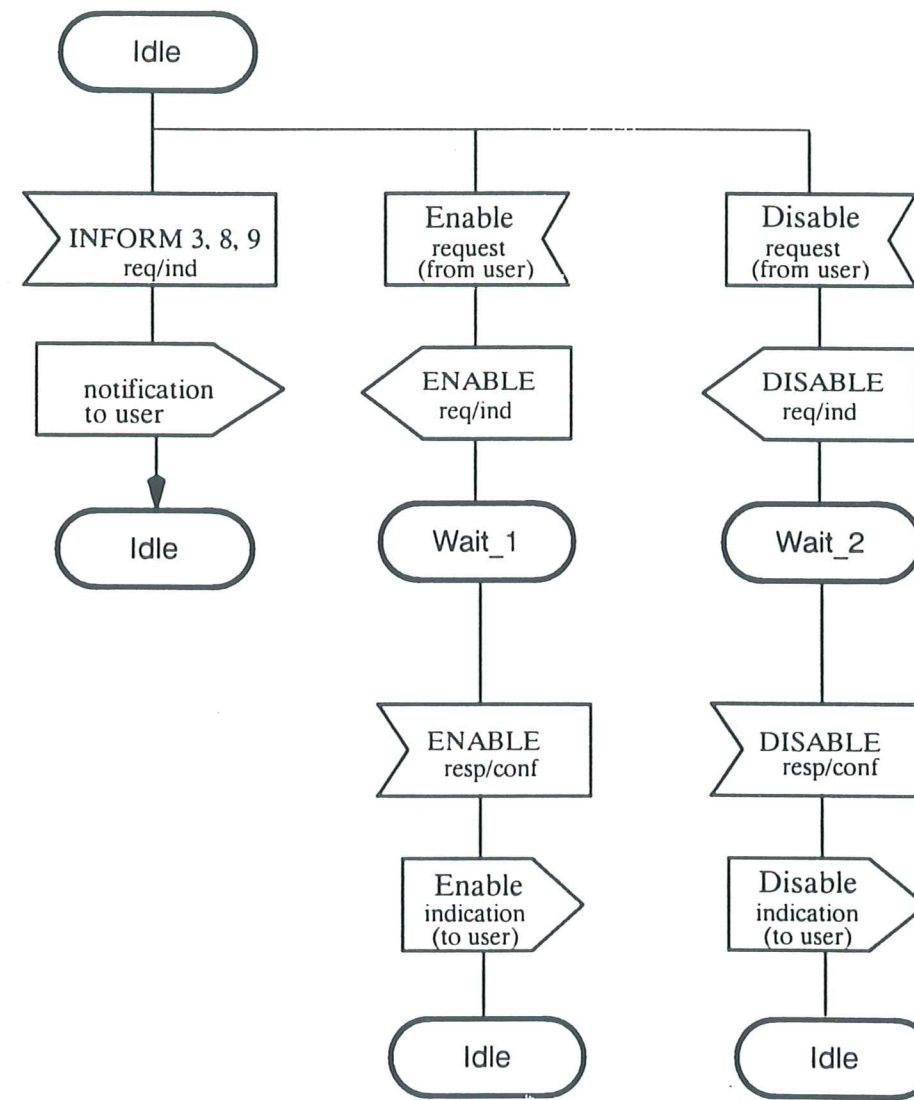 Idle
INFORM 3, 8, 9
req/ind
notification
to user
Idle
Enable
request
(from user)
ENABLE
req/ind
Wait_1
ENABLE
resp/conf
Enable
indication
(to user)
Idle
Disable
request
(from user)
DISABLE
req/ind
Wait_2
DISABLE
resp/conf
Disable
indication
(to user)
Idle